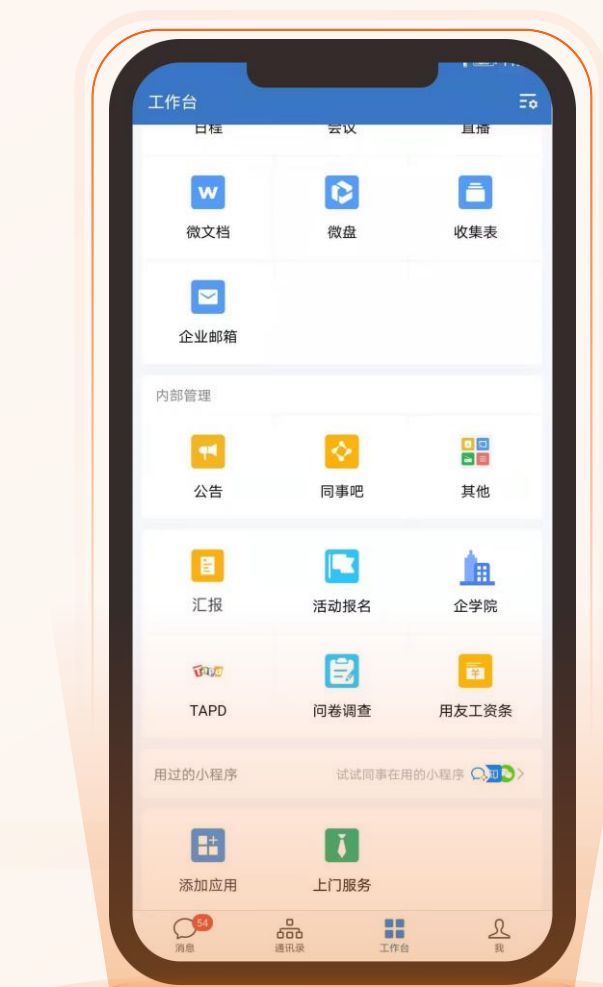 工作台
日程
会议
直播
微文档
微盘
收集表
企业邮箱
内部管理
公告
同事吧
其他
汇报
活动报名
企学院
TAPD
TAPD
问卷调查
用友工资条
用过的小程序
试试同事在用的小程序
知
添加应用
上门服务
54
消息
通讯录
工作台
我